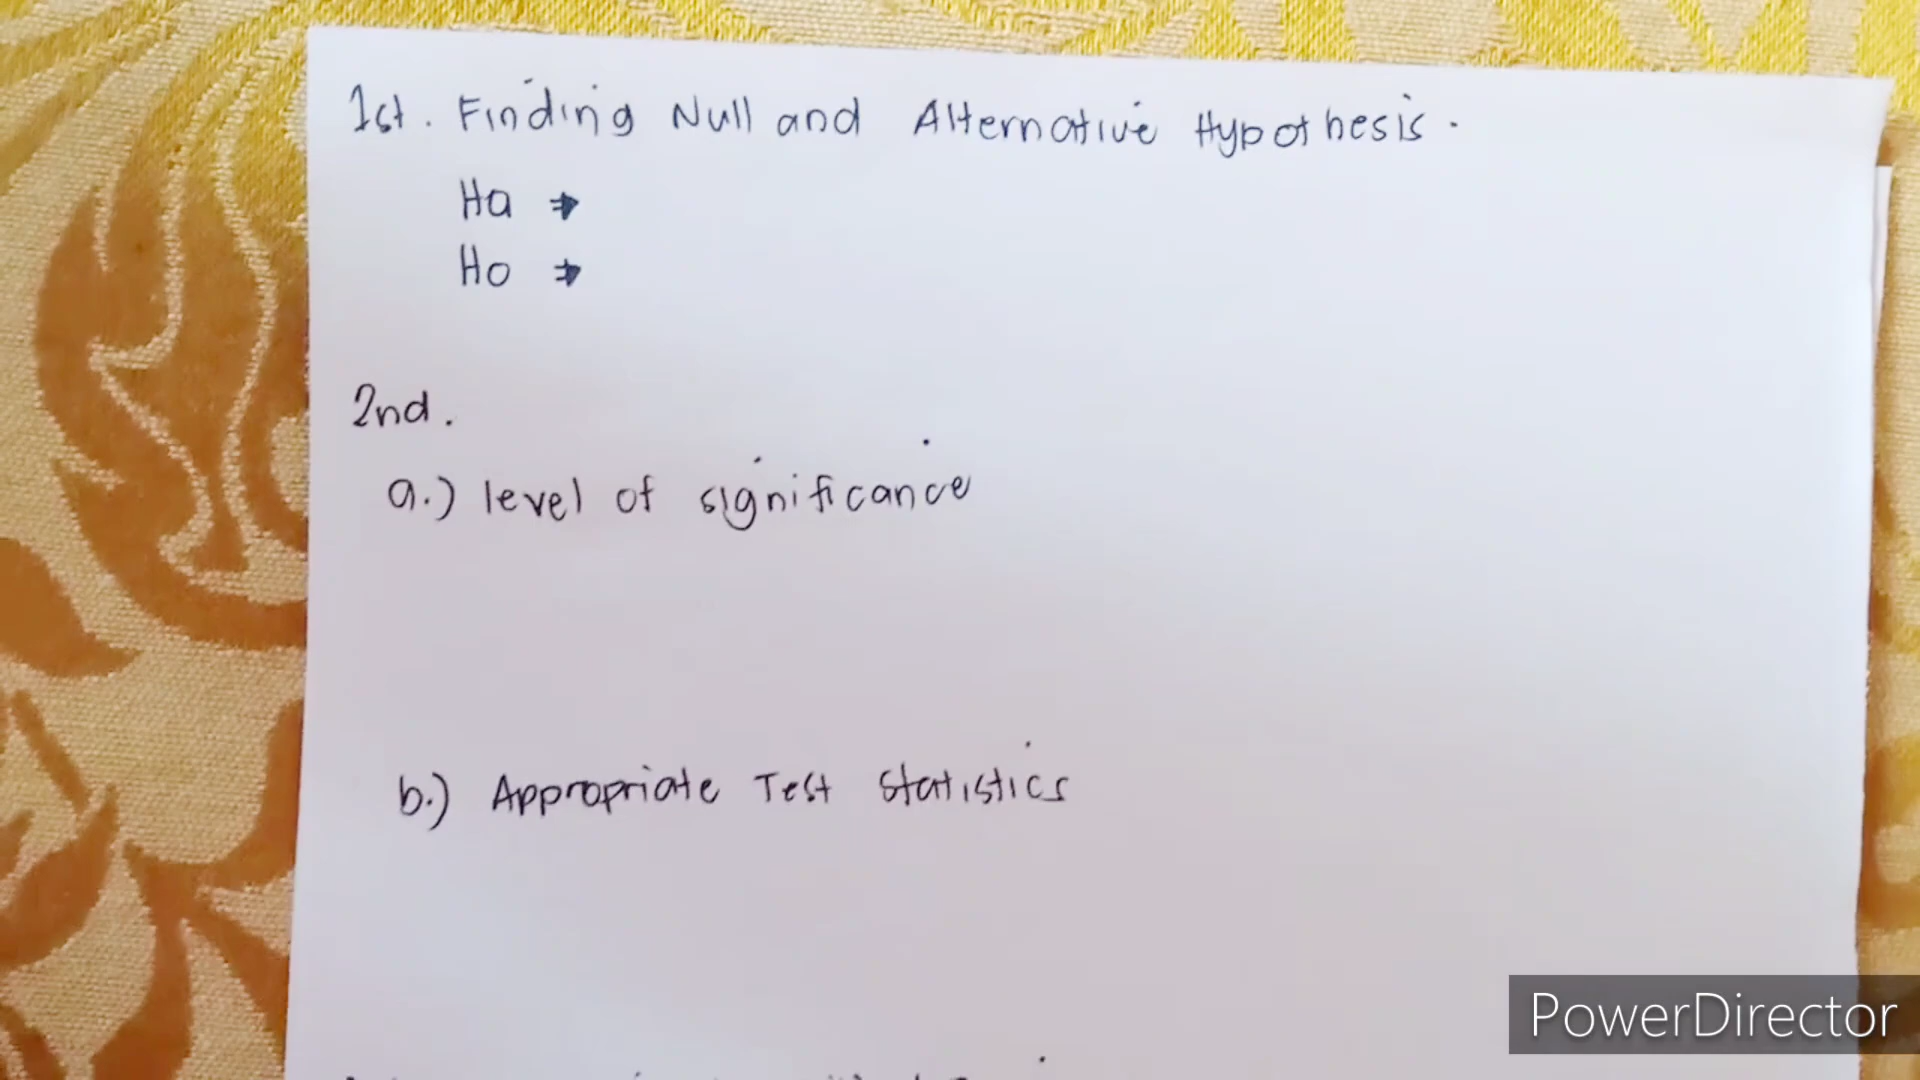 1st. Finding Null and Alternative Hypothesis.
Ha →
Ho →
2nd.
a.) level of significance
b.) Appropriate Test Statistics
PowerDirector